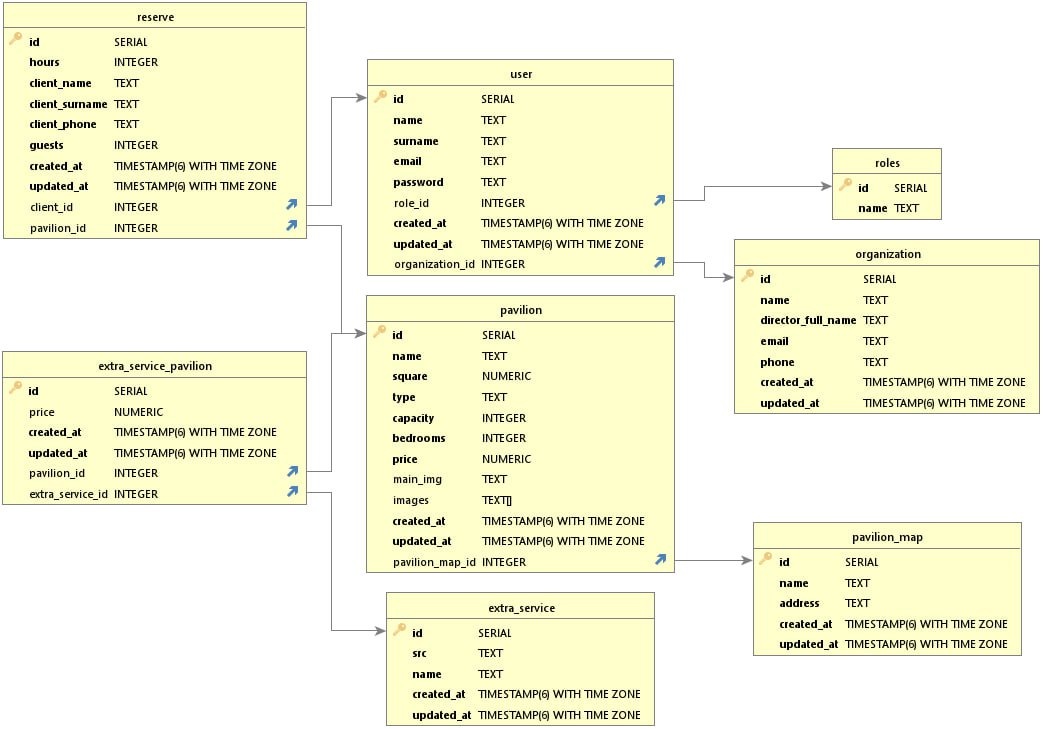 reserve
id SERIAL
hours INTEGER
client_name TEXT
client_surname TEXT
client_phone TEXT
guests INTEGER
created_at TIMESTAMP(6) WITH TIME ZONE
updated_at TIMESTAMP(6) WITH TIME ZONE
client_id INTEGER
pavilion_id INTEGER
user
id SERIAL
name TEXT
surname TEXT
email TEXT
password TEXT
role_id INTEGER
created_at TIMESTAMP(6) WITH TIME ZONE
updated_at TIMESTAMP(6) WITH TIME ZONE
organization_id INTEGER
roles
id SERIAL
name TEXT
organization
id SERIAL
name TEXT
director_full_name TEXT
email TEXT
phone TEXT
created_at TIMESTAMP(6) WITH TIME ZONE
updated_at TIMESTAMP(6) WITH TIME ZONE
pavilion
id SERIAL
name TEXT
square NUMERIC
type TEXT
capacity INTEGER
bedrooms INTEGER
price NUMERIC
main_img TEXT
images TEXT[]
created_at TIMESTAMP(6) WITH TIME ZONE
updated_at TIMESTAMP(6) WITH TIME ZONE
pavilion_map_id INTEGER
extra_service_pavilion
id SERIAL
price NUMERIC
created_at TIMESTAMP(6) WITH TIME ZONE
updated_at TIMESTAMP(6) WITH TIME ZONE
pavilion_id INTEGER
extra_service_id INTEGER
pavilion_map
id SERIAL
name TEXT
address TEXT
created_at TIMESTAMP(6) WITH TIME ZONE
updated_at TIMESTAMP(6) WITH TIME ZONE
extra_service
id SERIAL
src TEXT
name TEXT
created_at TIMESTAMP(6) WITH TIME ZONE
updated_at TIMESTAMP(6) WITH TIME ZONE